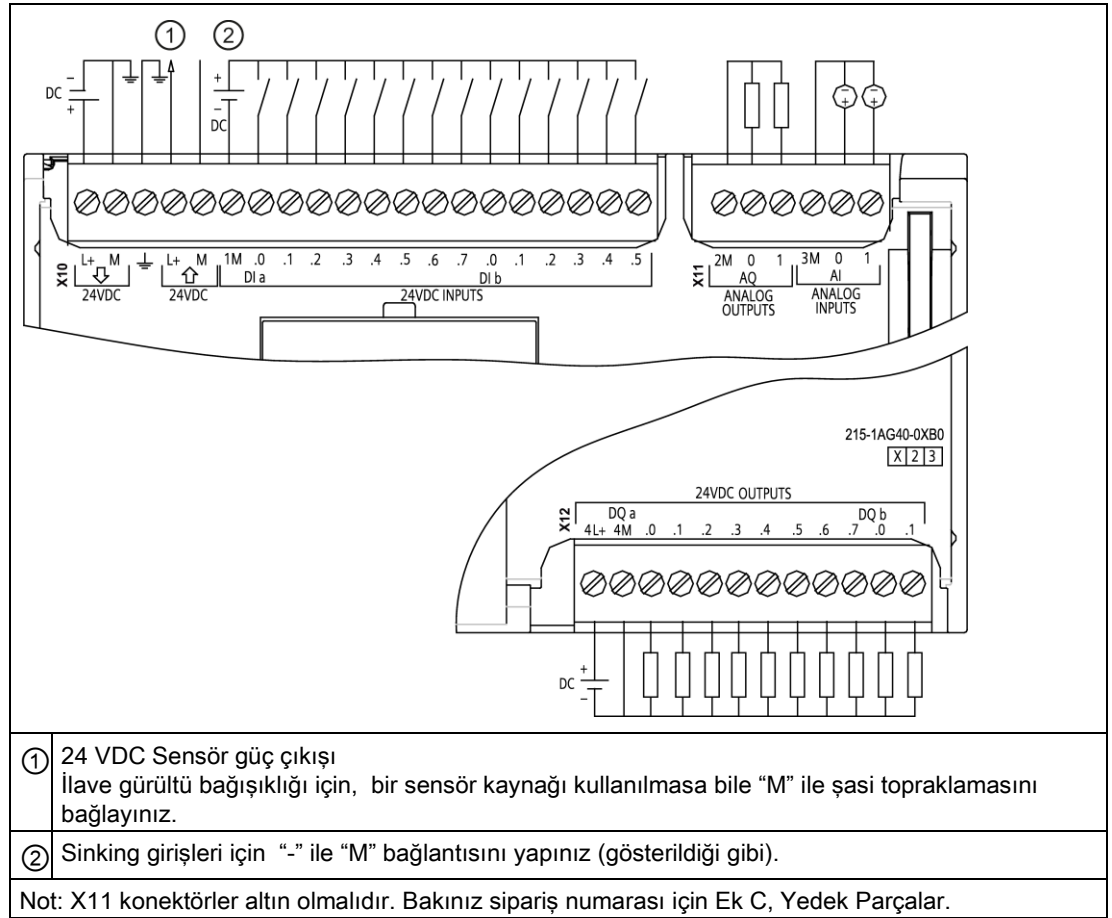 ① ②
−
DC
+
+
−
DC
L+ M L+ M 1M .0 .1 .2 .3 .4 .5 .6 .7 .0 .1 .2 .3 .4 .5
X10
DI a DI b
24VDC 24VDC 24VDC INPUTS
2M 0 1 3M 0 1
X11
AQ AI
ANALOG OUTPUTS
ANALOG INPUTS
215-1AG40-0XB0
X 2 3
24VDC OUTPUTS
X12
DQ a DQ b
4L+ 4M .0 .1 .2 .3 .4 .5 .6 .7 .0 .1
+
DC
−
① 24 VDC Sensör güç çıkışı
İlave gürültü bağışıklığı için, bir sensör kaynağı kullanılmasa bile “M” ile şasi topraklamasını
bağlayınız.
② Sinking girişleri için “-” ile “M” bağlantısını yapınız (gösterildiği gibi).
Not: X11 konektörler altın olmalıdır. Bakınız sipariş numarası için Ek C, Yedek Parçalar.